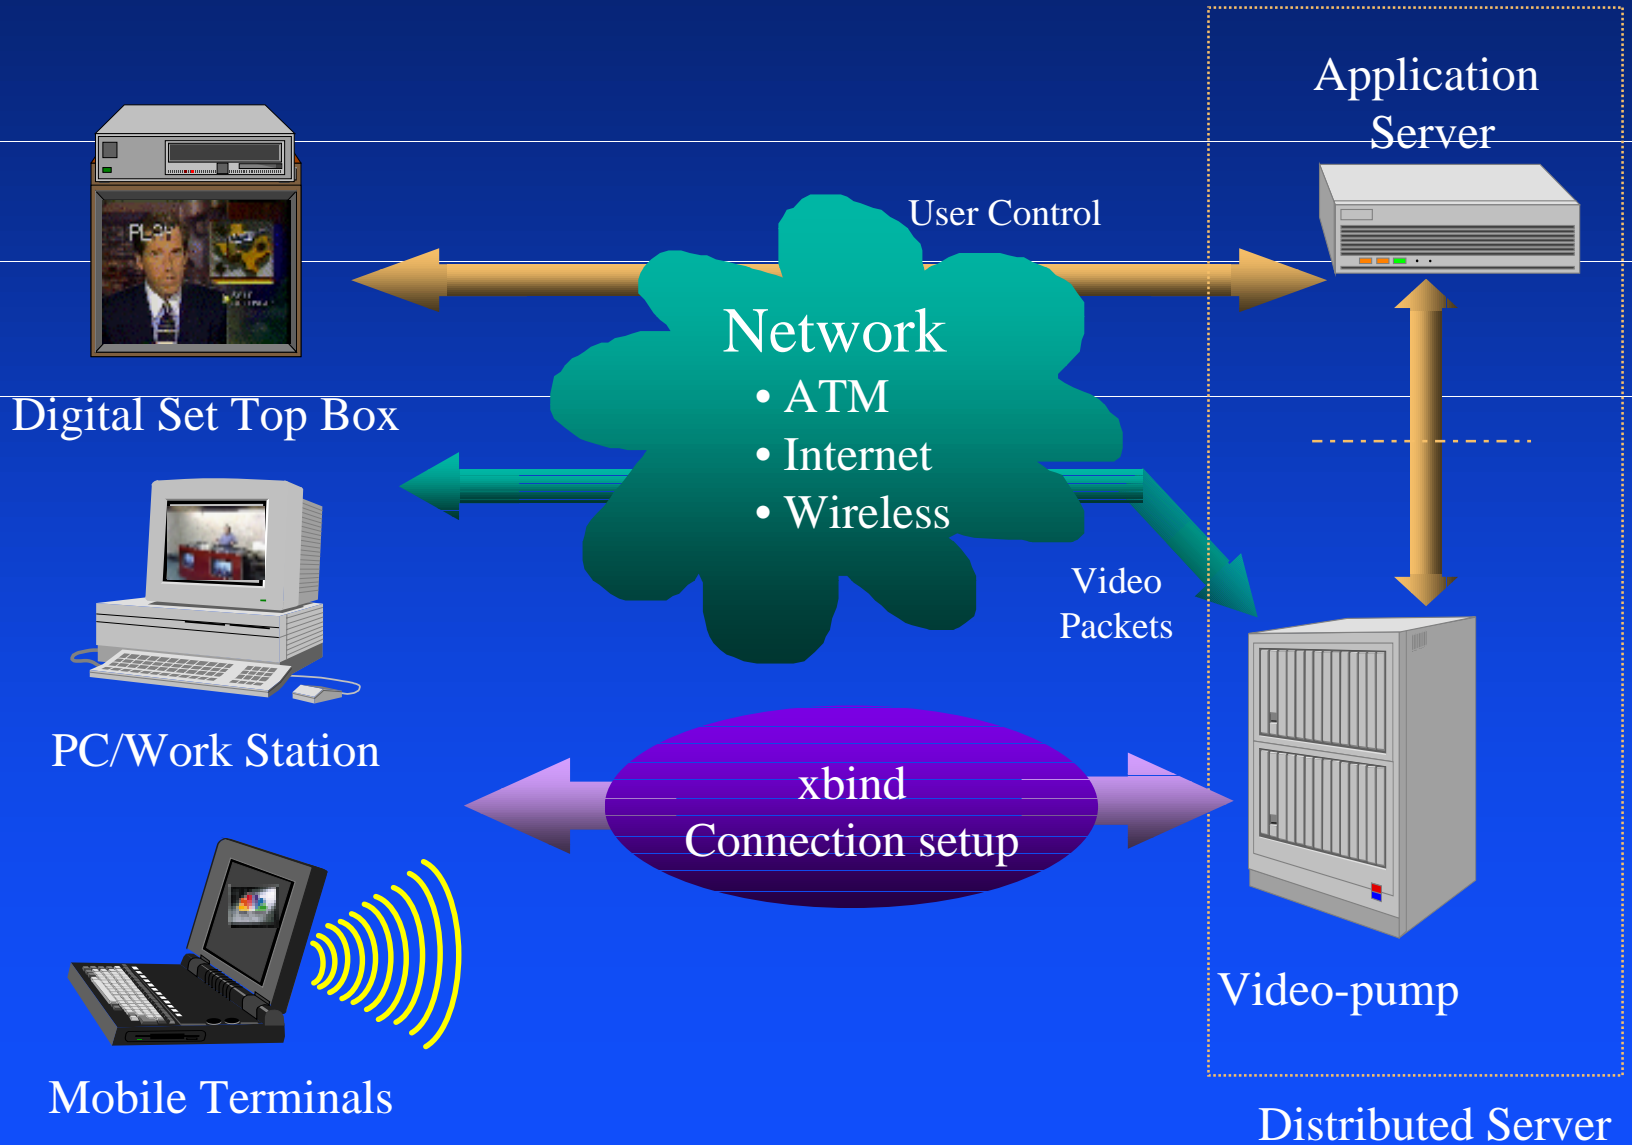 Application
Server
User Control
PLAY
Network
• ATM
• Internet
• Wireless
Digital Set Top Box
Video
Packets
PC/Work Station
xbind
Connection setup
Video-pump
Mobile Terminals
Distributed Server